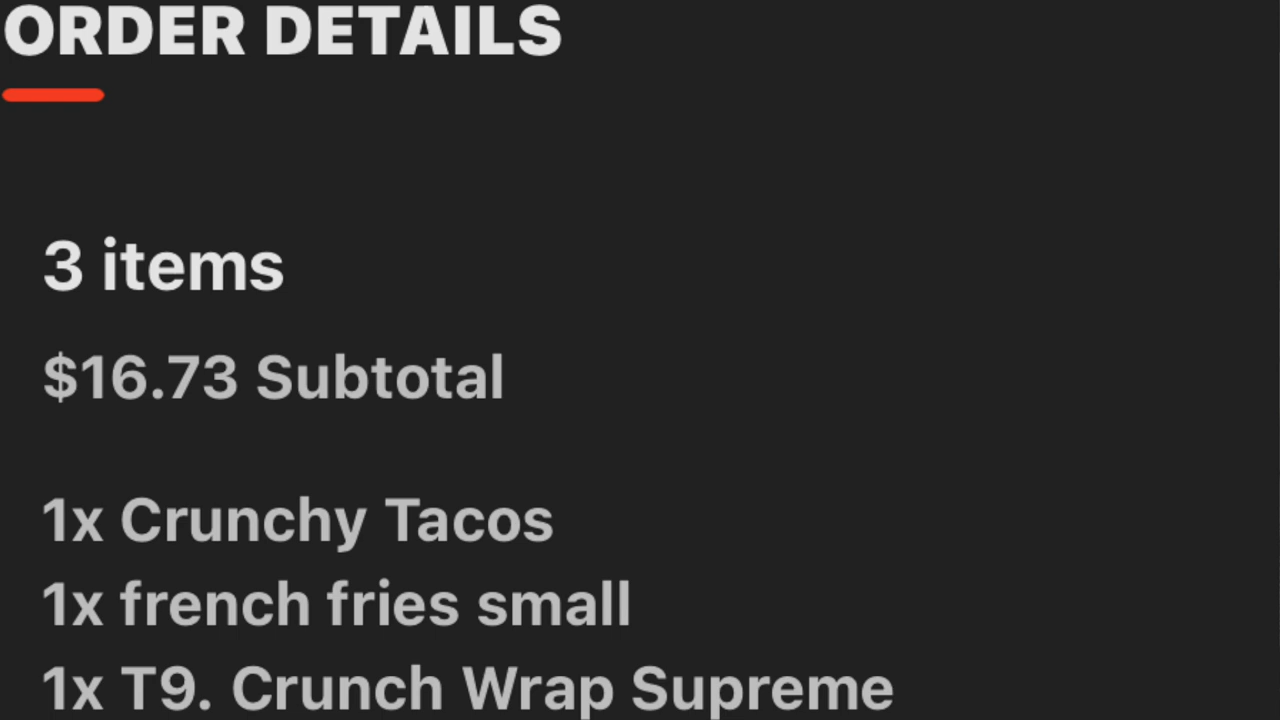 ORDER DETAILS
3 items
$16.73 Subtotal
1x Crunchy Tacos
1x french fries small
1x T9. Crunch Wrap Supreme